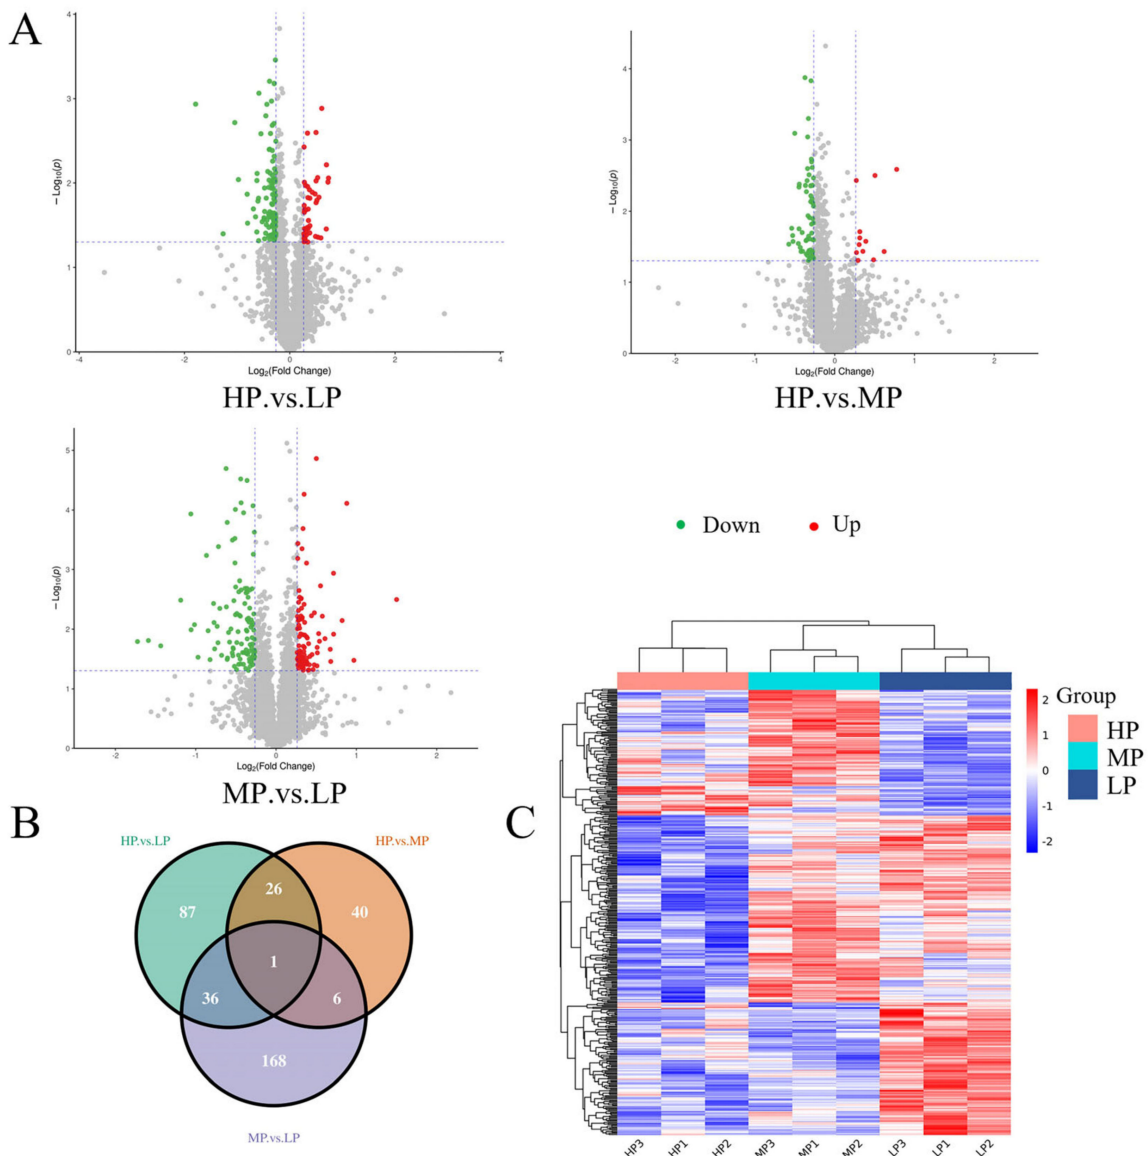 A
4
3
2
1
0
− Log10(p)
-4
-2
0
2
4
Log2(Fold Change)
HP.vs.LP
4
3
2
1
0
− Log10(p)
-1
0
1
2
Log2(Fold Change)
HP.vs.MP
5
4
3
2
1
0
− Log10(p)
-2
-1
0
1
2
Log2(Fold Change)
MP.vs.LP
Down
Up
B
HP.vs.LP
HP.vs.MP
87
26
40
1
36
6
168
MP.vs.LP
C
2
1
0
-1
-2
Group
HP
MP
LP
HP3
HP1
HP2
MP3
MP1
MP2
LP3
LP1
LP2